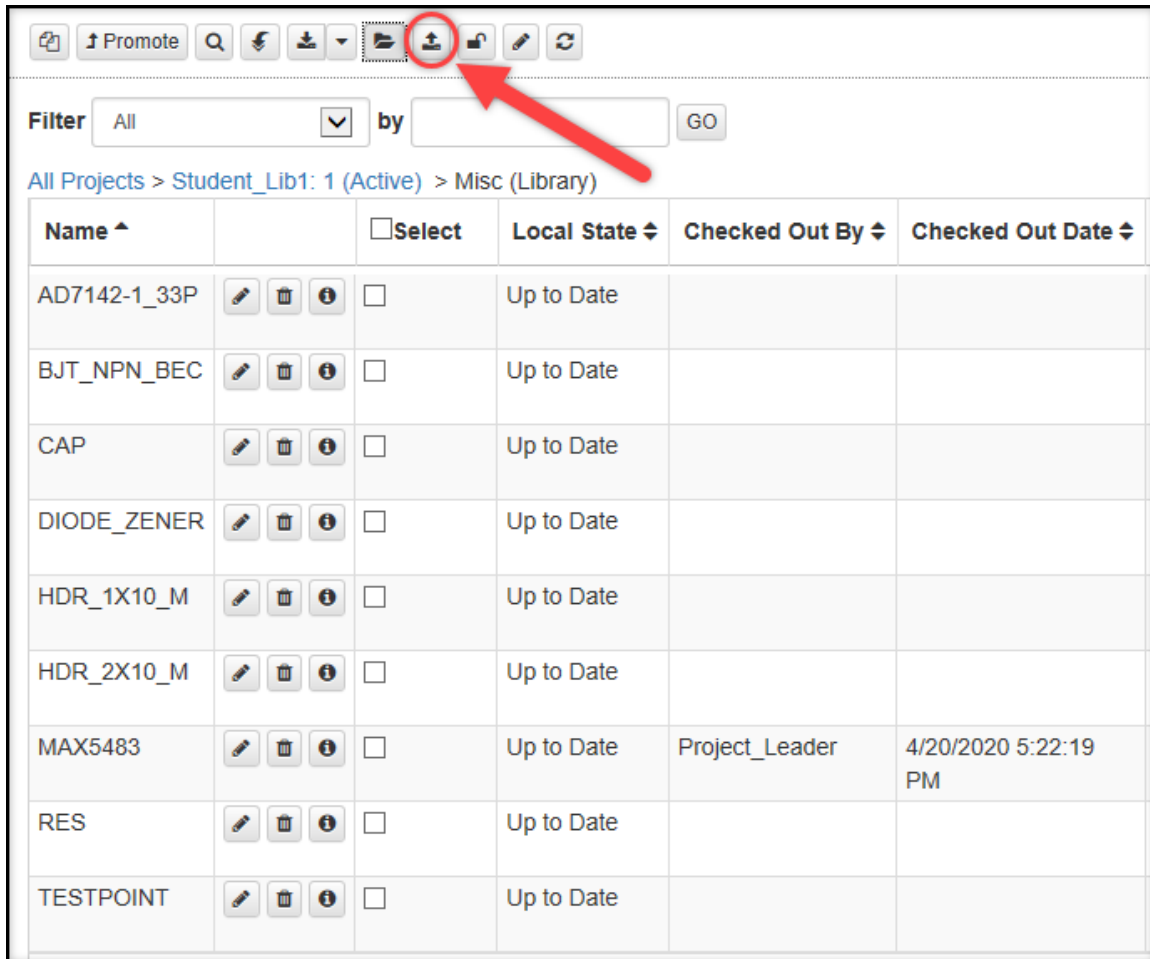 Promote
Filter All by GO
All Projects > Student_Lib1: 1 (Active) > Misc (Library)
Name Select Local State Checked Out By Checked Out Date
AD7142-1_33P Up to Date
BJT_NPN_BEC Up to Date
CAP Up to Date
DIODE_ZENER Up to Date
HDR_1X10_M Up to Date
HDR_2X10_M Up to Date
MAX5483 Up to Date Project_Leader 4/20/2020 5:22:19
PM
RES Up to Date
TESTPOINT Up to Date